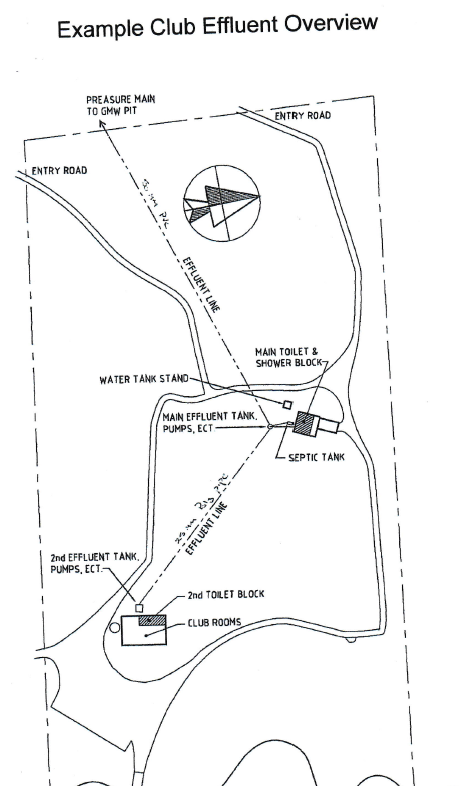 Example Club Effluent Overview
PREASURE MAIN
TO GMW PIT
ENTRY ROAD
ENTRY ROAD
PVC
EFFLUENT LINE
MAIN TOILET &
SHOWER BLOCK
WATER TANK STAND
MAIN EFFLUENT TANK,
PUMPS, ECT
SEPTIC TANK
EFFLUENT LINE
2nd EFFLUENT TANK,
PUMPS, ECT.
2nd TOILET BLOCK
CLUB ROOMS